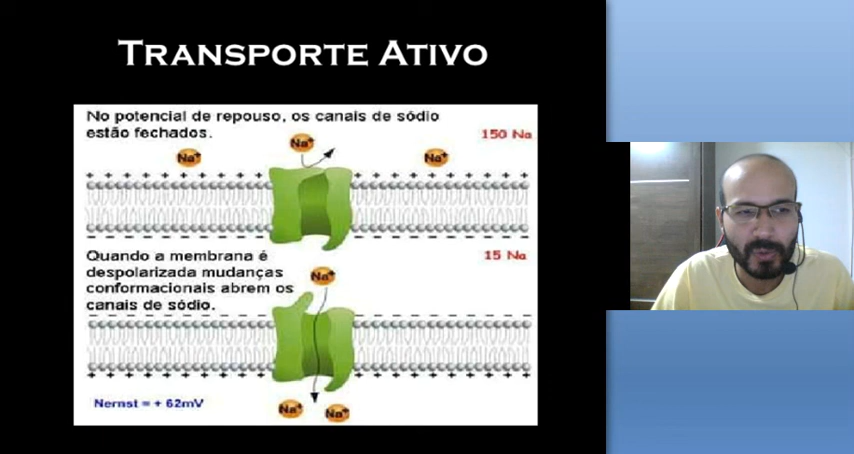 TRANSPORTE ATIVO
No potencial de repouso, os canais de sódio
estão fechados.
150 Na
Na+
Na+
Na+
Quando a membrana é
despolarizada mudanças
conformacionais abrem os
canais de sódio.
15 Na
Na+
Nernst = + 62mV
Na+
Na+